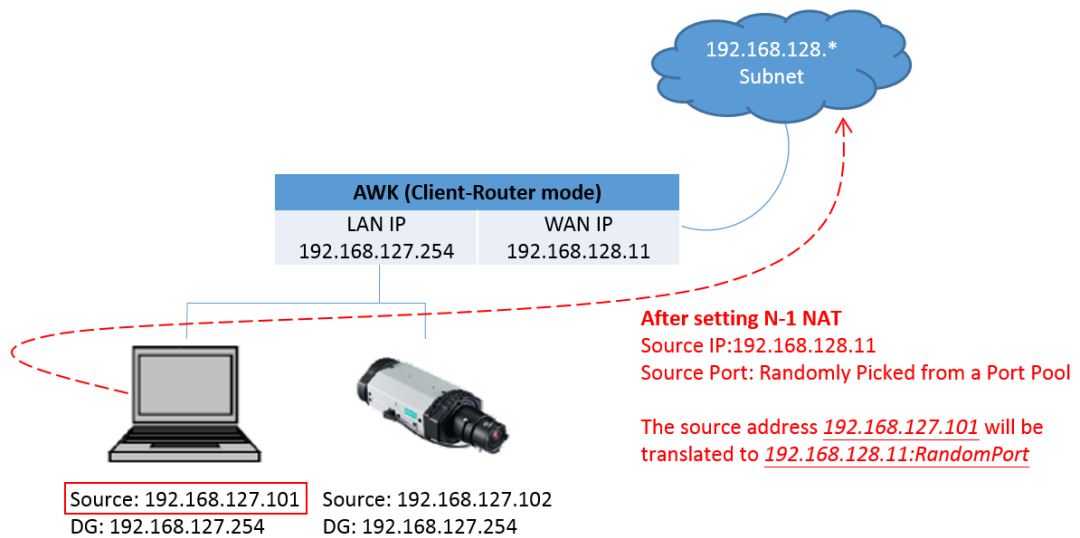 192.168.128.*
Subnet
AWK (Client-Router mode)
LAN IP
192.168.127.254
WAN IP
192.168.128.11
After setting N-1 NAT
Source IP:192.168.128.11
Source Port: Randomly Picked from a Port Pool
The source address 192.168.127.101 will be
translated to 192.168.128.11:RandomPort
Source: 192.168.127.101
DG: 192.168.127.254
Source: 192.168.127.102
DG: 192.168.127.254